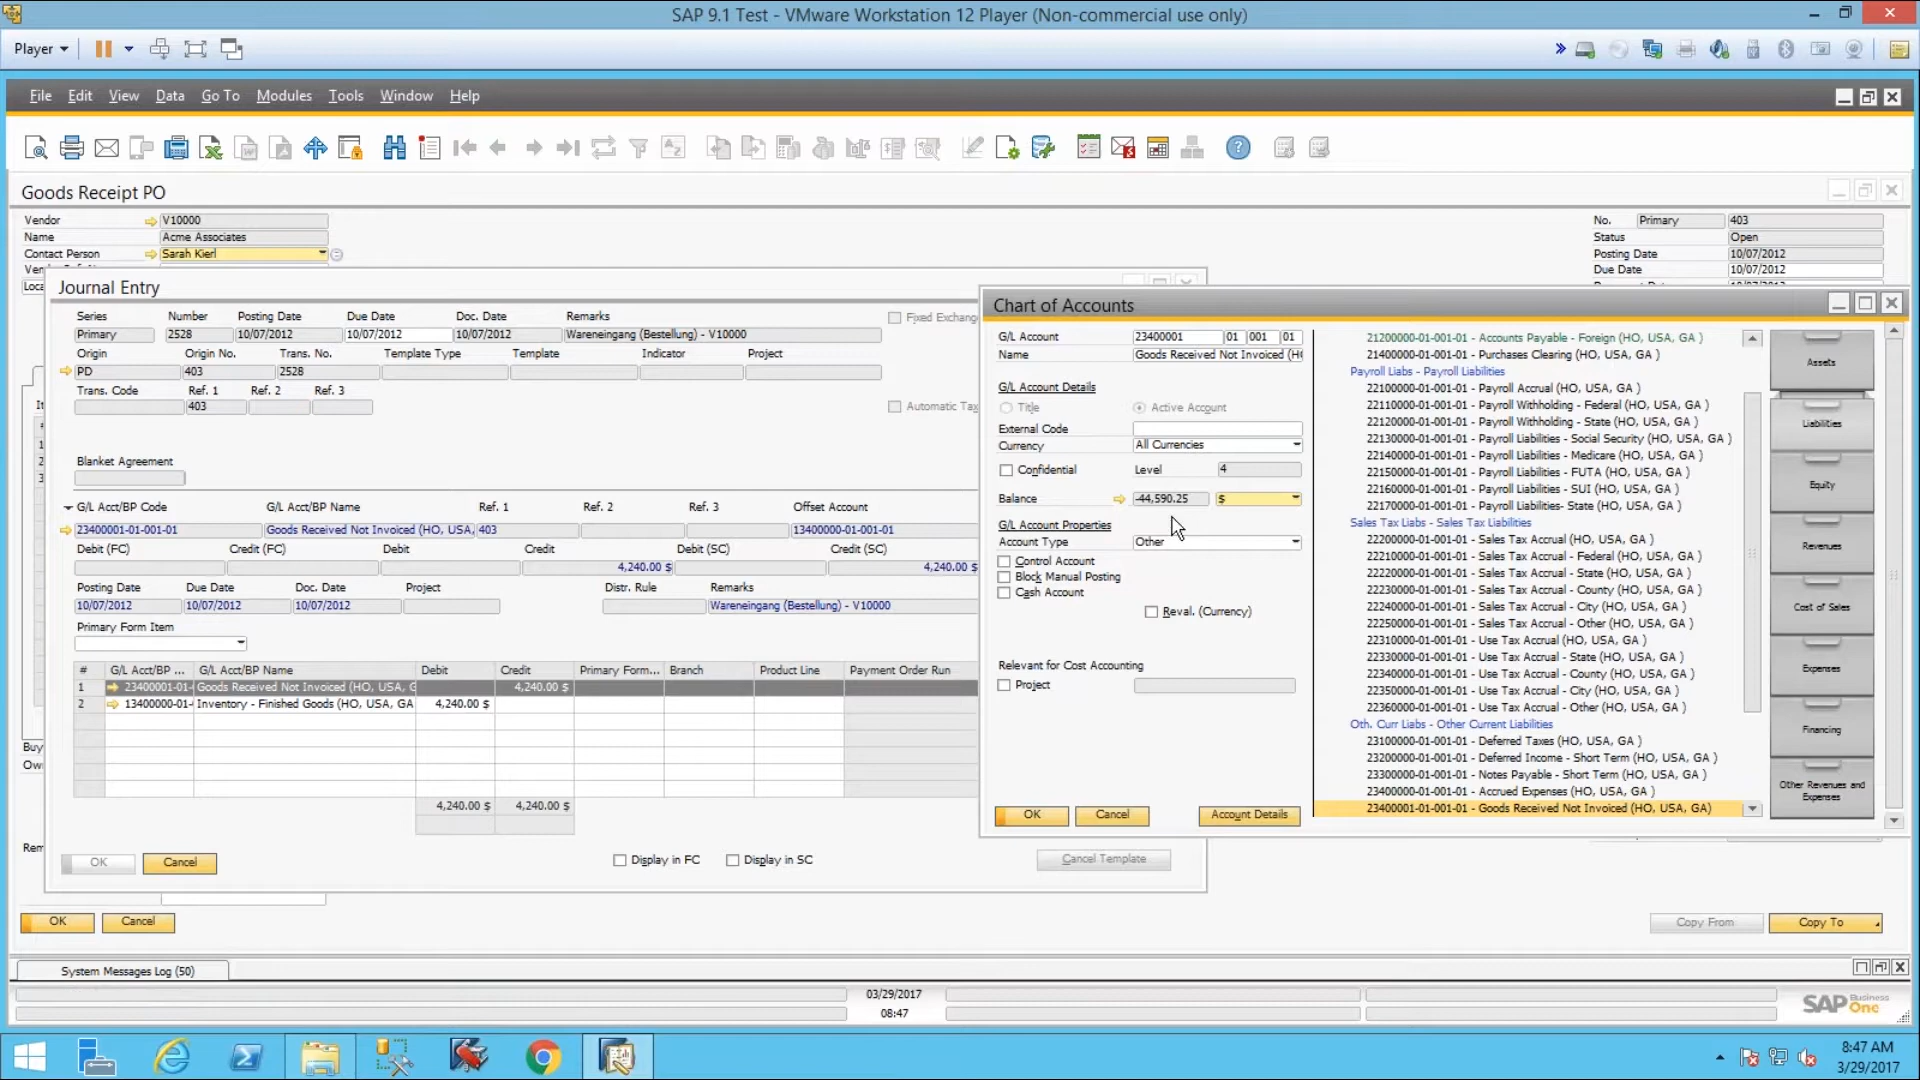 SAP 9.1 Test - VMware Workstation 12 Player (Non-commercial use only)
Player
File Edit View Data Go To Modules Tools Window Help
Goods Receipt PO
Vendor V10000
Name Acme Associates
Contact Person Sarah Kierl
No. Primary 403
Status Open
Posting Date 10/07/2012
Due Date 10/07/2012
Journal Entry
Series Number Posting Date Due Date Doc. Date Remarks
Primary 2528 10/07/2012 10/07/2012 10/07/2012 Wareneingang (Bestellung) - V10000
Fixed Exchang
Origin Origin No. Trans. No. Template Type Template Indicator Project
PD 403 2528
Trans. Code Ref. 1 Ref. 2 Ref. 3
403
Automatic Tax
Blanket Agreement
G/L Acct/BP Code G/L Acct/BP Name Ref. 1 Ref. 2 Ref. 3 Offset Account
23400001-01-001-01 Goods Received Not Invoiced (HO, USA, 403 13400000-01-001-01
Debit (FC) Credit (FC) Debit Credit Debit (SC) Credit (SC)
4,240.00 $ 4,240.00 $
Posting Date Due Date Doc. Date Project Distr. Rule Remarks
10/07/2012 10/07/2012 10/07/2012 Wareneingang (Bestellung) - V10000
Primary Form Item
# G/L Acct/BP ... G/L Acct/BP Name Debit Credit Primary Form... Branch Product Line Payment Order Run
1 23400001-01- Goods Received Not Invoiced (HO, USA, G 4,240.00 $
2 13400000-01- Inventory - Finished Goods (HO, USA, GA 4,240.00 $
4,240.00 $ 4,240.00 $
Display in FC Display in SC
OK Cancel Cancel Template
Chart of Accounts
G/L Account 23400001 01 001 01
Name Goods Received Not Invoiced (H
G/L Account Details
Title Active Account
External Code
Currency All Currencies
Confidential Level 4
Balance -44,590.25 $
G/L Account Properties
Account Type Other
Control Account
Block Manual Posting
Cash Account
Reval. (Currency)
Relevant for Cost Accounting
Project
OK Cancel Account Details
21200000-01-001-01 - Accounts Payable - Foreign (HO, USA, GA )
21400000-01-001-01 - Purchases Clearing (HO, USA, GA )
Payroll Liabs - Payroll Liabilities
22100000-01-001-01 - Payroll Accrual (HO, USA, GA )
22110000-01-001-01 - Payroll Withholding - Federal (HO, USA, GA )
22120000-01-001-01 - Payroll Withholding - State (HO, USA, GA )
22130000-01-001-01 - Payroll Liabilities - Social Security (HO, USA, GA )
22140000-01-001-01 - Payroll Liabilities - Medicare (HO, USA, GA )
22150000-01-001-01 - Payroll Liabilities - FUTA (HO, USA, GA )
22160000-01-001-01 - Payroll Liabilities - SUI (HO, USA, GA )
22170000-01-001-01 - Payroll Liabilities- State (HO, USA, GA )
Sales Tax Liabs - Sales Tax Liabilities
22200000-01-001-01 - Sales Tax Accrual (HO, USA, GA )
22210000-01-001-01 - Sales Tax Accrual - Federal (HO, USA, GA )
22220000-01-001-01 - Sales Tax Accrual - State (HO, USA, GA )
22230000-01-001-01 - Sales Tax Accrual - County (HO, USA, GA )
22240000-01-001-01 - Sales Tax Accrual - City (HO, USA, GA )
22250000-01-001-01 - Sales Tax Accrual - Other (HO, USA, GA )
22310000-01-001-01 - Use Tax Accrual (HO, USA, GA )
22330000-01-001-01 - Use Tax Accrual - State (HO, USA, GA )
22340000-01-001-01 - Use Tax Accrual - County (HO, USA, GA )
22350000-01-001-01 - Use Tax Accrual - City (HO, USA, GA )
22360000-01-001-01 - Use Tax Accrual - Other (HO, USA, GA )
Oth. Curr Liabs - Other Current Liabilities
23100000-01-001-01 - Deferred Taxes (HO, USA, GA )
23200000-01-001-01 - Deferred Income - Short Term (HO, USA, GA )
23300000-01-001-01 - Notes Payable - Short Term (HO, USA, GA )
23400000-01-001-01 - Accrued Expenses (HO, USA, GA )
23400001-01-001-01 - Goods Received Not Invoiced (HO, USA, GA)
Assets
Liabilities
Equity
Revenues
Cost of Sales
Expenses
Financing
Other Revenues and
Expenses
Buy
Ow
Rem
OK Cancel Copy From Copy To
System Messages Log (50)
03/29/2017
08:47
SAP Business One
8:47 AM
3/29/2017